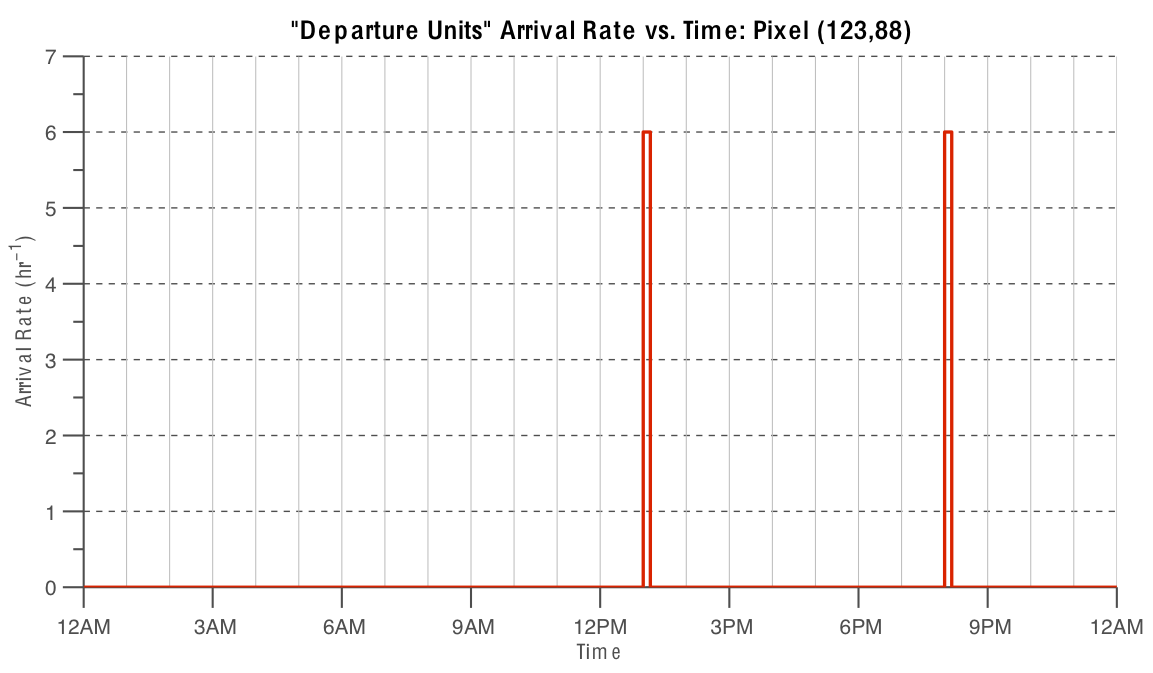 "Departure Units" Arrival Rate vs. Time: Pixel (123,88)
7
6
5
4
3
2
1
0
Arrival Rate (hr⁻¹)
12AM 3AM 6AM 9AM 12PM 3PM 6PM 9PM 12AM
Time